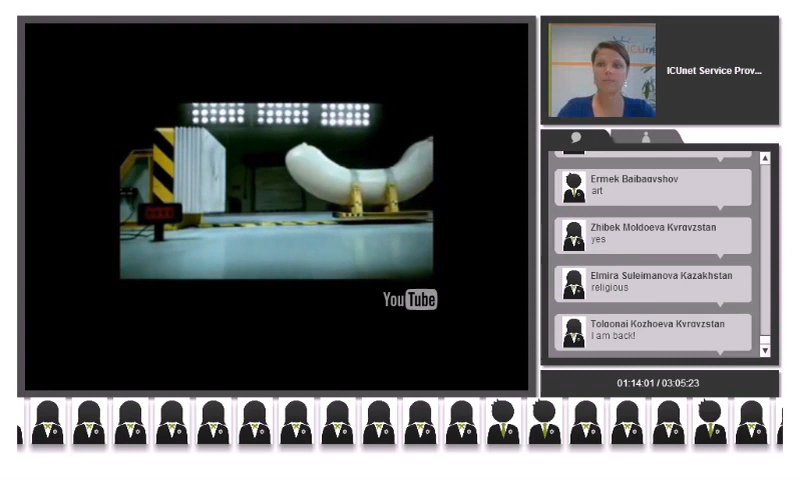 ICUnet
ICUnet Service Prov...
Ermek Baibagyshov
art
Zhibek Moldoeva Kyrgyzstan
yes
Elmira Suleimanova Kazakhstan
religious
Tolgonai Kozhoeva Kyrgyzstan
I am back!
YouTube
01:14:01 / 03:05:23